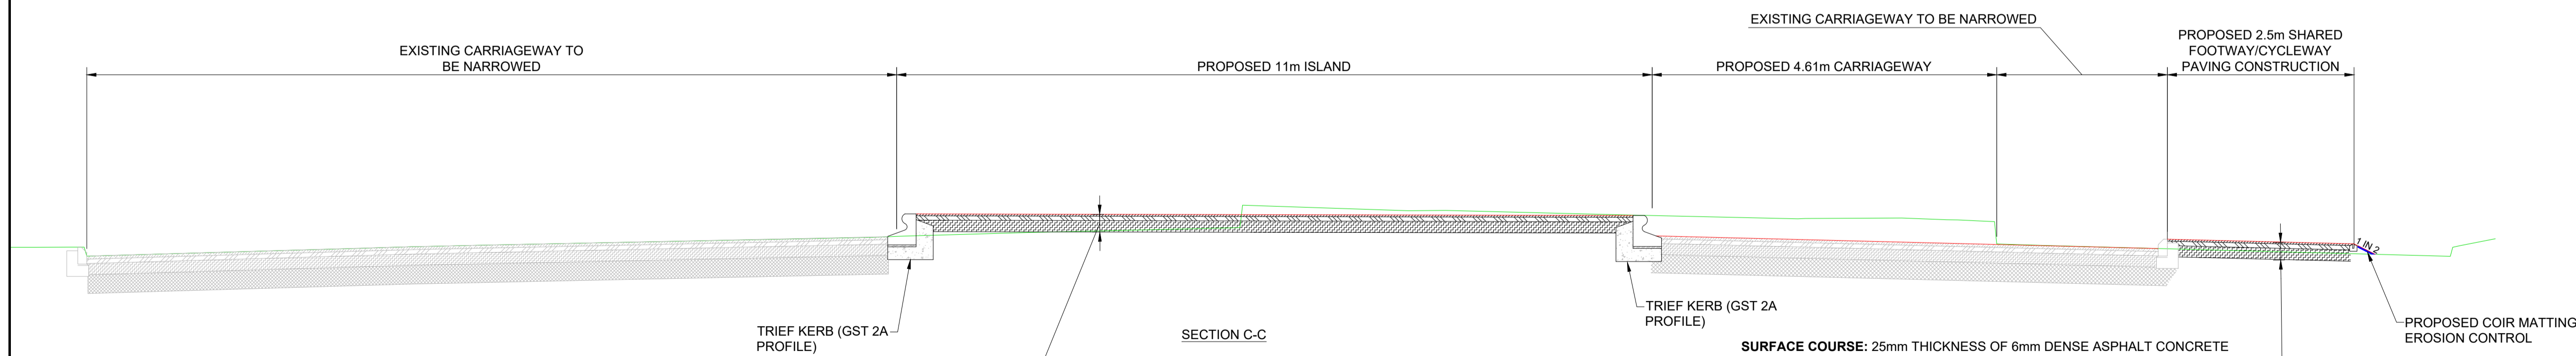 EXISTING CARRIAGEWAY TO BE NARROWED
EXISTING CARRIAGEWAY TO
BE NARROWED
PROPOSED 11m ISLAND
PROPOSED 4.61m CARRIAGEWAY
PROPOSED 2.5m SHARED
FOOTWAY/CYCLEWAY
PAVING CONSTRUCTION
1 IN 2
TRIEF KERB (GST 2A
PROFILE)
SECTION C-C
TRIEF KERB (GST 2A
PROFILE)
PROPOSED COIR MATTING
EROSION CONTROL
SURFACE COURSE: 25mm THICKNESS OF 6mm DENSE ASPHALT CONCRETE